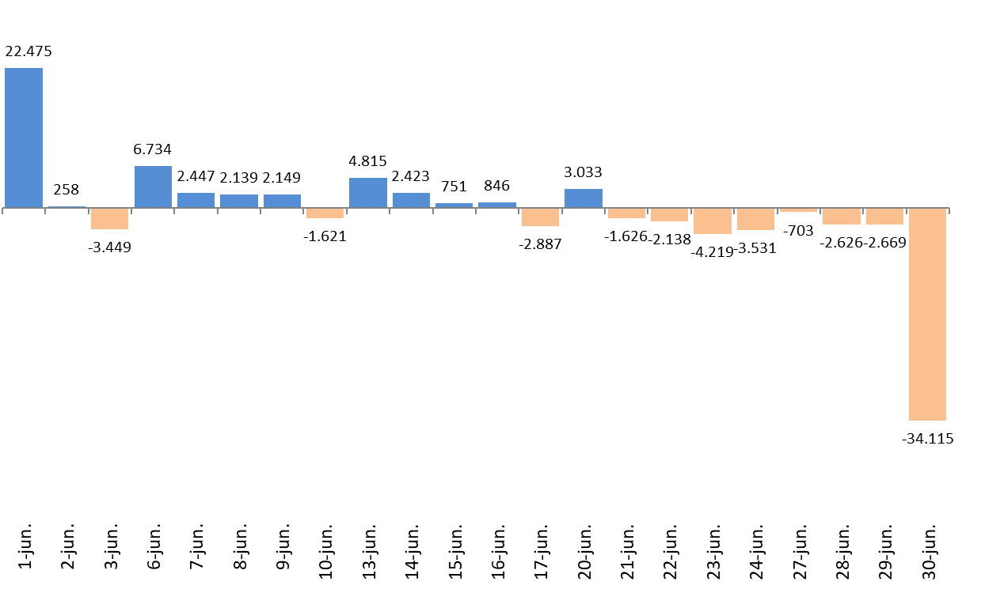 22.475
258
-3.449
6.734
2.447
2.139
2.149
-1.621
4.815
2.423
751
846
-2.887
3.033
-1.626
-2.138
-4.219
-3.531
-703
-2.626
-2.669
-34.115
1-jun.
2-jun.
3-jun.
6-jun.
7-jun.
8-jun.
9-jun.
10-jun.
13-jun.
14-jun.
15-jun.
16-jun.
17-jun.
20-jun.
21-jun.
22-jun.
23-jun.
24-jun.
27-jun.
28-jun.
29-jun.
30-jun.